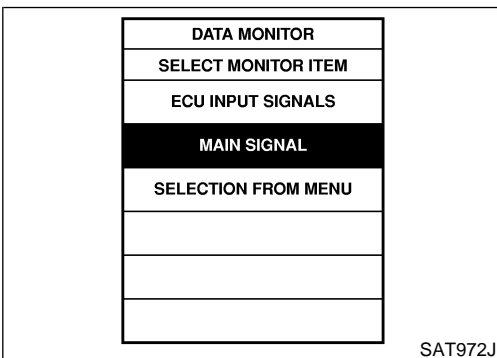 DATA MONITOR
SELECT MONITOR ITEM
ECU INPUT SIGNALS
MAIN SIGNAL
SELECTION FROM MENU
SAT972J